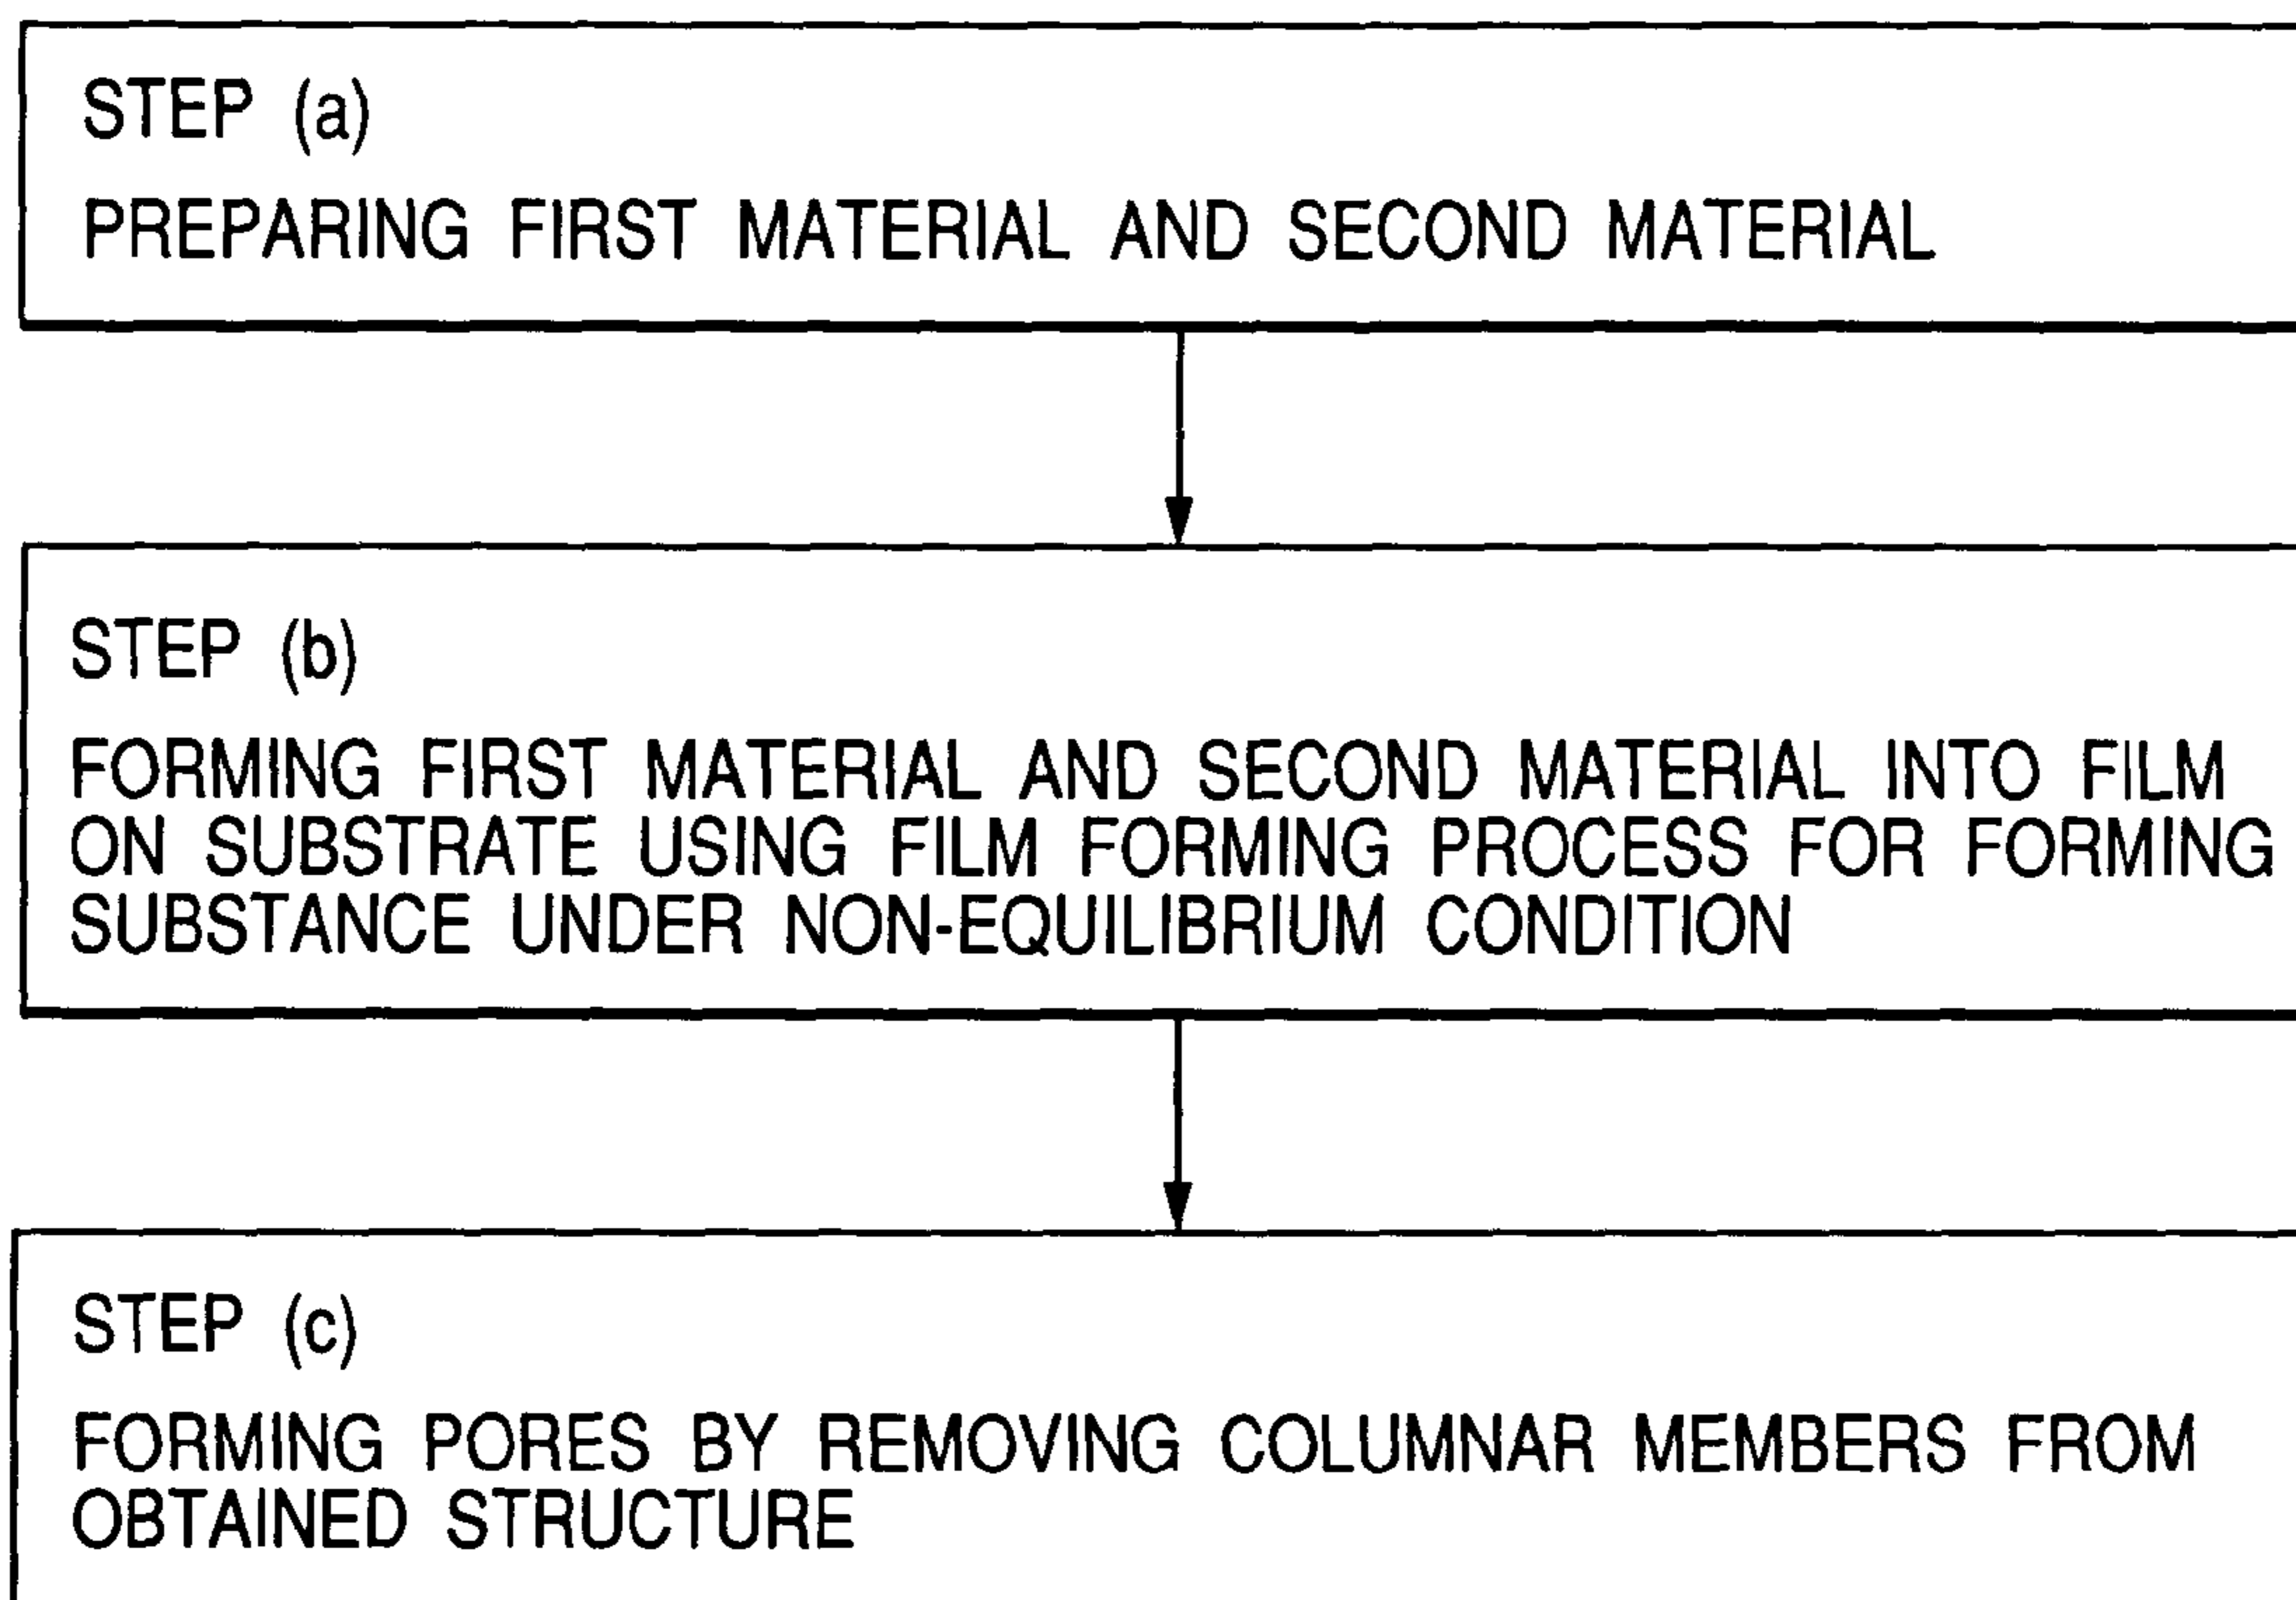 STEP (a)
PREPARING FIRST MATERIAL AND SECOND MATERIAL
STEP (b)
FORMING FIRST MATERIAL AND SECOND MATERIAL INTO FILM
ON SUBSTRATE USING FILM FORMING PROCESS FOR FORMING
SUBSTANCE UNDER NON-EQUILIBRIUM CONDITION
STEP (c)
FORMING PORES BY REMOVING COLUMNAR MEMBERS FROM
OBTAINED STRUCTURE